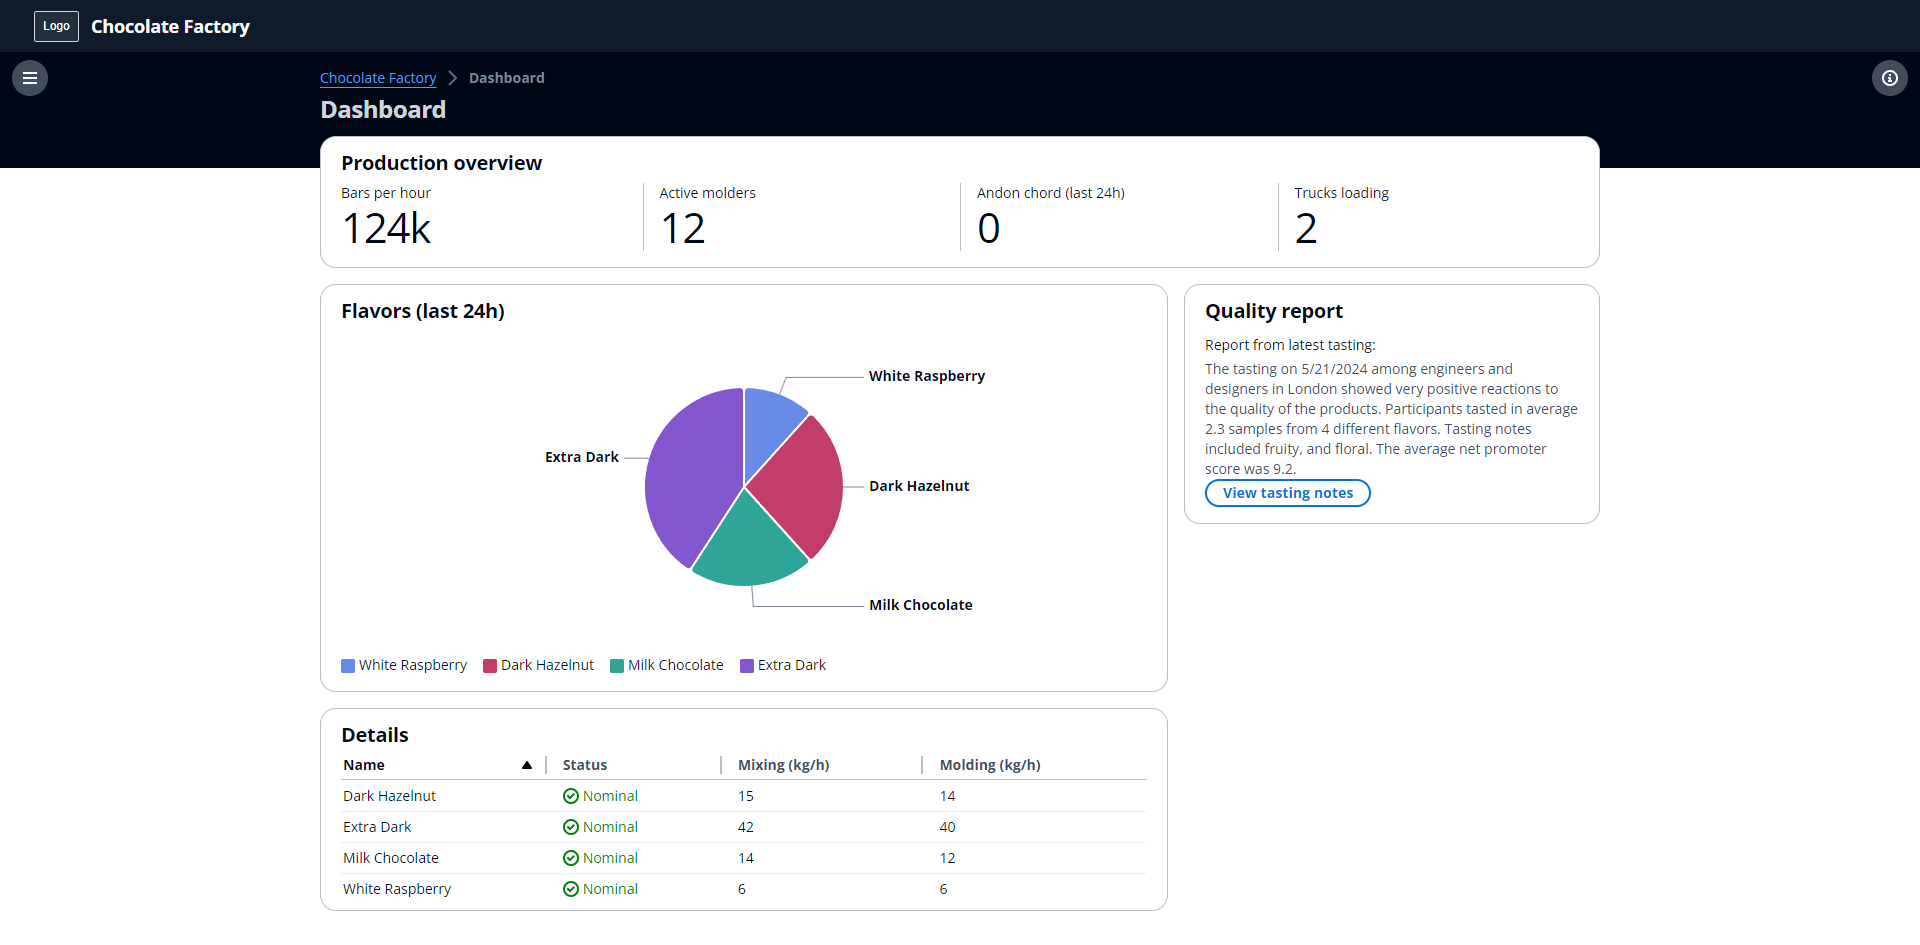 Logo
Chocolate Factory
Chocolate Factory
Dashboard
Dashboard
Production overview
Bars per hour
124k
Active molders
12
Andon chord (last 24h)
0
Trucks loading
2
Flavors (last 24h)
White Raspberry
Extra Dark
Dark Hazelnut
Milk Chocolate
White Raspberry
Dark Hazelnut
Milk Chocolate
Extra Dark
Quality report
Report from latest tasting:
The tasting on 5/21/2024 among engineers and
designers in London showed very positive reactions to
the quality of the products. Participants tasted in average
2.3 samples from 4 different flavors. Tasting notes
included fruity, and floral. The average net promoter
score was 9.2.
View tasting notes
Details
Name Status Mixing (kg/h) Molding (kg/h)
Dark Hazelnut Nominal 15 14
Extra Dark Nominal 42 40
Milk Chocolate Nominal 14 12
White Raspberry Nominal 6 6